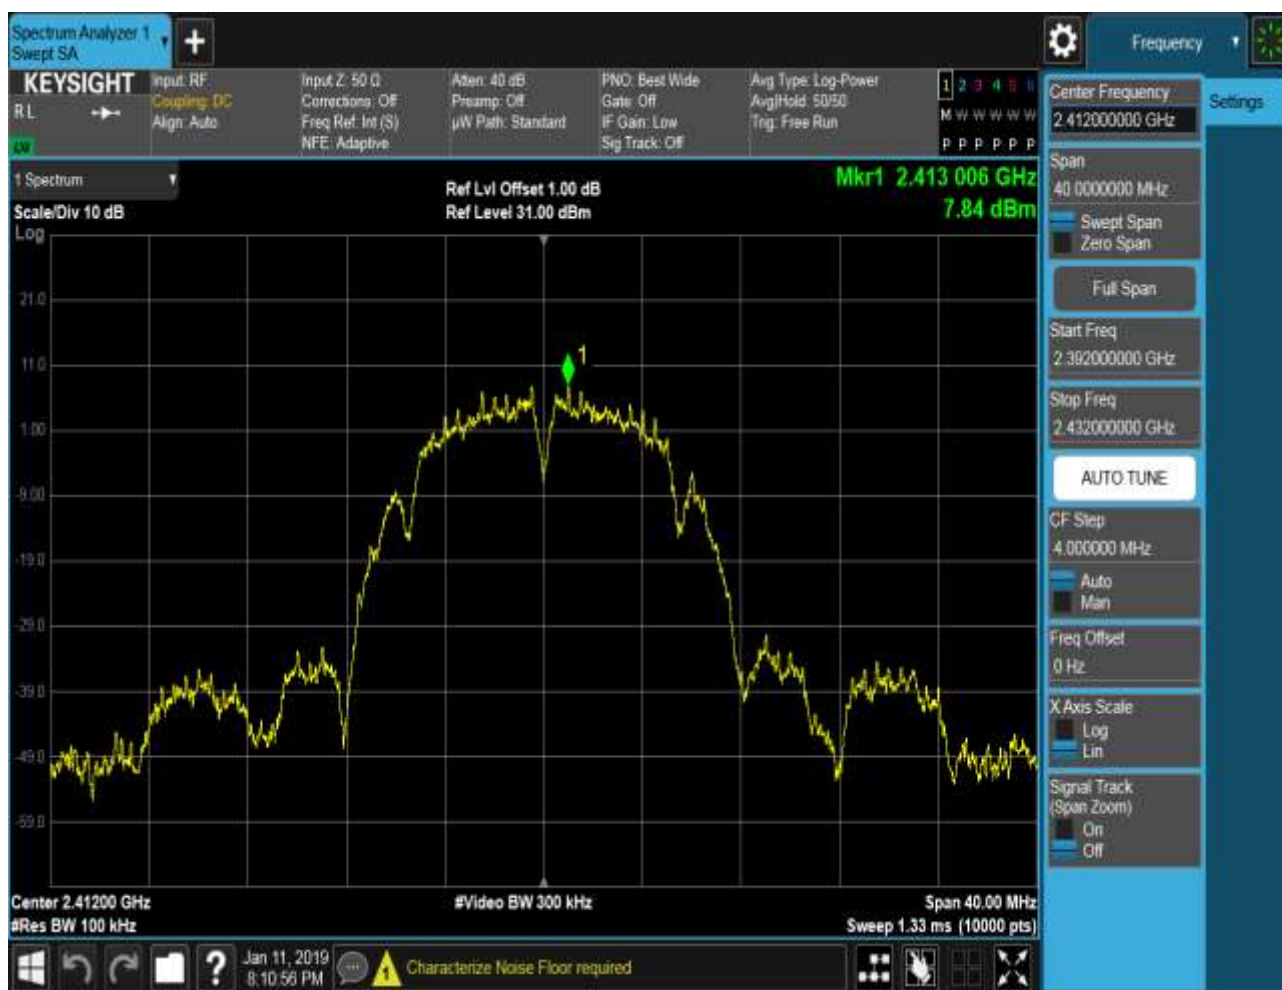 Spectrum Analyzer 1
Swept SA
+
Frequency
KEYSIGHT
R L
Input: RF
Coupling: DC
Align: Auto
Input Z: 50 Ω
Corrections: Off
Freq Ref: Int (S)
NFE: Adaptive
Atten: 40 dB
Preamp: Off
µW Path: Standard
PNO: Best Wide
Gate: Off
IF Gain: Low
Sig Track: Off
Avg Type: Log-Power
Avg|Hold: 50/50
Trig: Free Run
1 2 3 4 5 6
M W W W W W
P P P P P P
Center Frequency
2.412000000 GHz
Settings
Span
40.0000000 MHz
Swept Span
Zero Span
Full Span
Start Freq
2.392000000 GHz
Stop Freq
2.432000000 GHz
AUTO TUNE
CF Step
4.000000 MHz
Auto
Man
Freq Offset
0 Hz
X Axis Scale
Log
Lin
Signal Track
(Span Zoom)
On
Off
1 Spectrum
Scale/Div 10 dB
Log
Ref Lvl Offset 1.00 dB
Ref Level 31.00 dBm
Mkr1 2.413 006 GHz
7.84 dBm
21.0
11.0
1.00
-9.00
-19.0
-29.0
-39.0
-49.0
-59.0
1
Center 2.41200 GHz
#Res BW 100 kHz
#Video BW 300 kHz
Span 40.00 MHz
Sweep 1.33 ms (10000 pts)
?
Jan 11, 2019
8:10:56 PM
1
Characterize Noise Floor required